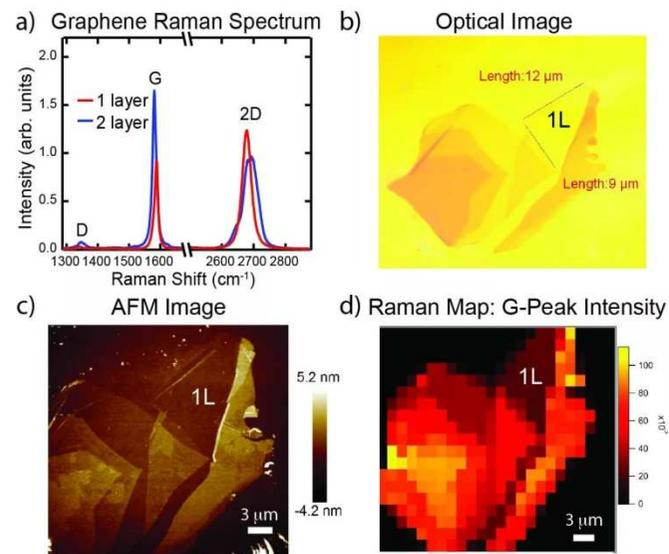 a) Graphene Raman Spectrum
Intensity (arb. units)
2.0
1.5
1.0
0.5
0.0
G
2D
D
1 layer
2 layer
1300 1400 1500 1600 2600 2700 2800
Raman Shift (cm⁻¹)
b) Optical Image
Length:12 μm
1L
Length:9 μm
c) AFM Image
1L
3 μm
5.2 nm
-4.2 nm
d) Raman Map: G-Peak Intensity
1L
3 μm
100
80
60
40
20
0
x10³